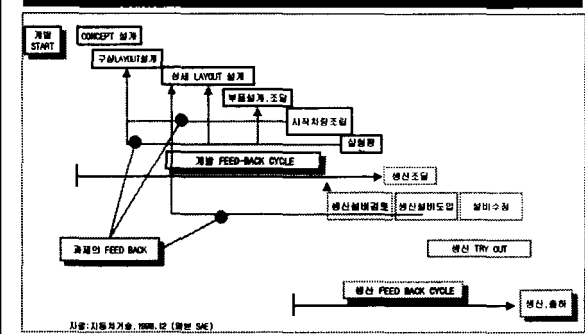 개발
START
CONCEPT 설계
구상LAYOUT설계
상세 LAYOUT 설계
부품설계.조달
시작차량조립
실험평
개발 FEED-BACK CYCLE
생산조달
생산설비검토
생산설비도입
설비수정
과제의 FEED BACK
생산 TRY OUT
생산 FEED BACK CYCLE
생산.출하
자료:자동차기술.1998.12 (일본 SAE)